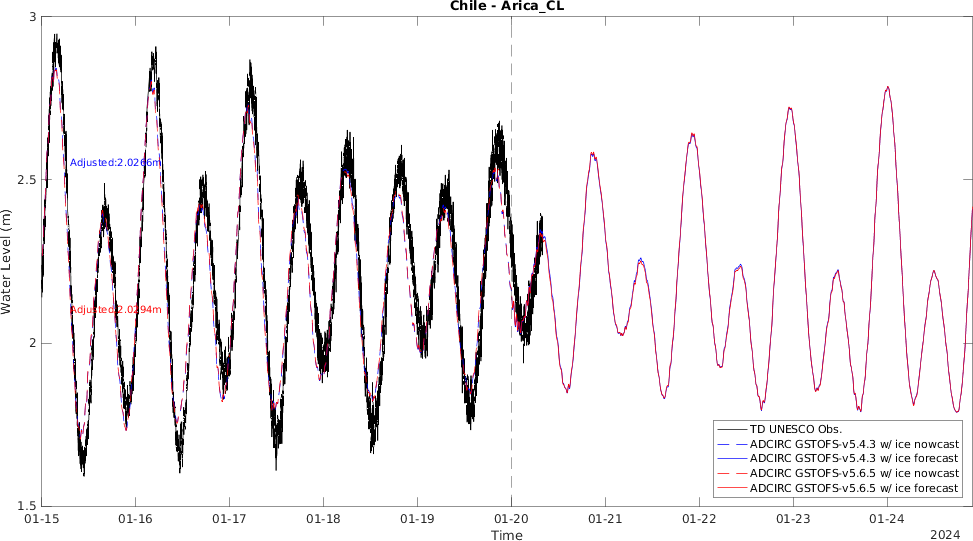 Chile - Arica_CL
3
2.5
2
1.5
Water Level (m)
Adjusted:2.0266m
Adjusted:2.0294m
TD UNESCO Obs.
ADCIRC GSTOFS-v5.4.3 w/ ice nowcast
ADCIRC GSTOFS-v5.4.3 w/ ice forecast
ADCIRC GSTOFS-v5.6.5 w/ ice nowcast
ADCIRC GSTOFS-v5.6.5 w/ ice forecast
01-15 01-16 01-17 01-18 01-19 01-20 01-21 01-22 01-23 01-24
Time
2024